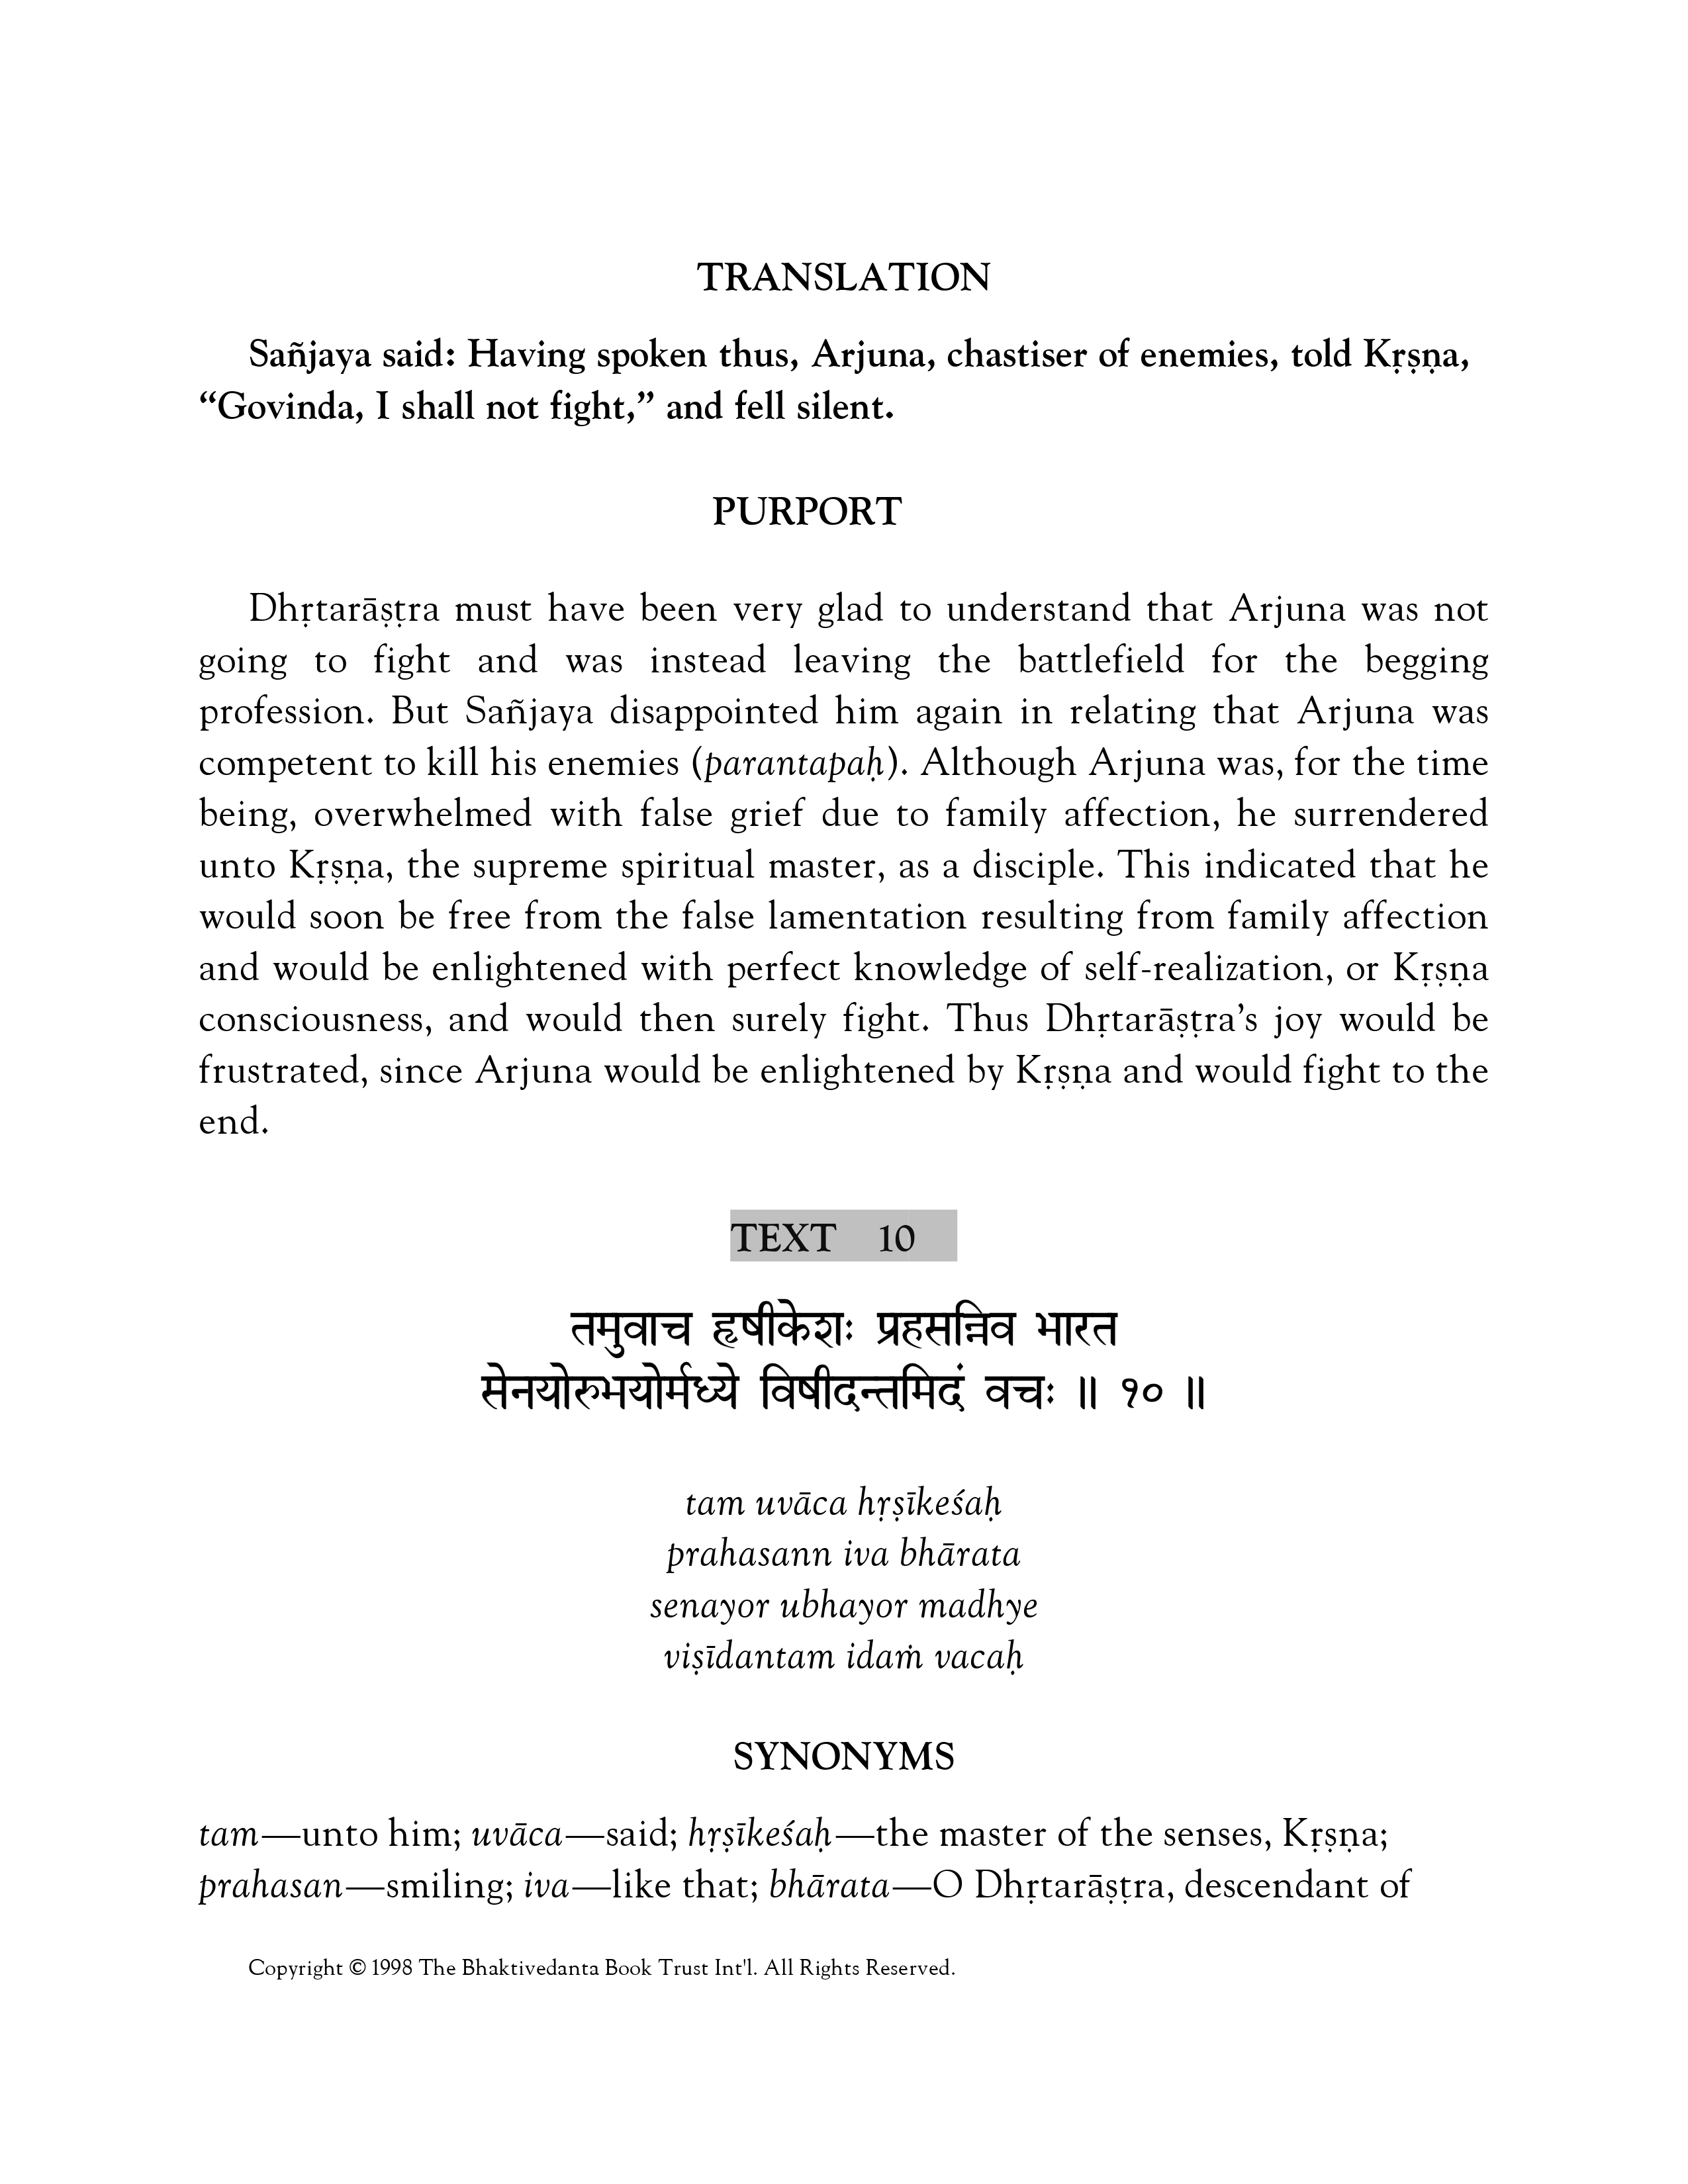 TRANSLATION
Sañjaya said: Having spoken thus, Arjuna, chastiser of enemies, told Kṛṣṇa,
“Govinda, I shall not fight,” and fell silent.
PURPORT
Dhṛtarāṣṭra must have been very glad to understand that Arjuna was not
going to fight and was instead leaving the battlefield for the begging
profession. But Sañjaya disappointed him again in relating that Arjuna was
competent to kill his enemies (parantapaḥ). Although Arjuna was, for the time
being, overwhelmed with false grief due to family affection, he surrendered
unto Kṛṣṇa, the supreme spiritual master, as a disciple. This indicated that he
would soon be free from the false lamentation resulting from family affection
and would be enlightened with perfect knowledge of self-realization, or Kṛṣṇa
consciousness, and would then surely fight. Thus Dhṛtarāṣṭra’s joy would be
frustrated, since Arjuna would be enlightened by Kṛṣṇa and would fight to the
end.
TEXT 10
तमुवाच हृषीकेशः प्रहसन्निव भारत
सेनयोरुभयोर्मध्ये विषीदन्तमिदं वचः ॥ १० ॥
tam uvāca hṛṣīkeśaḥ
prahasann iva bhārata
senayor ubhayor madhye
viṣīdantam idaṁ vacaḥ
SYNONYMS
tam—unto him; uvāca—said; hṛṣīkeśaḥ—the master of the senses, Kṛṣṇa;
prahasan—smiling; iva—like that; bhārata—O Dhṛtarāṣṭra, descendant of
Copyright © 1998 The Bhaktivedanta Book Trust Int'l. All Rights Reserved.